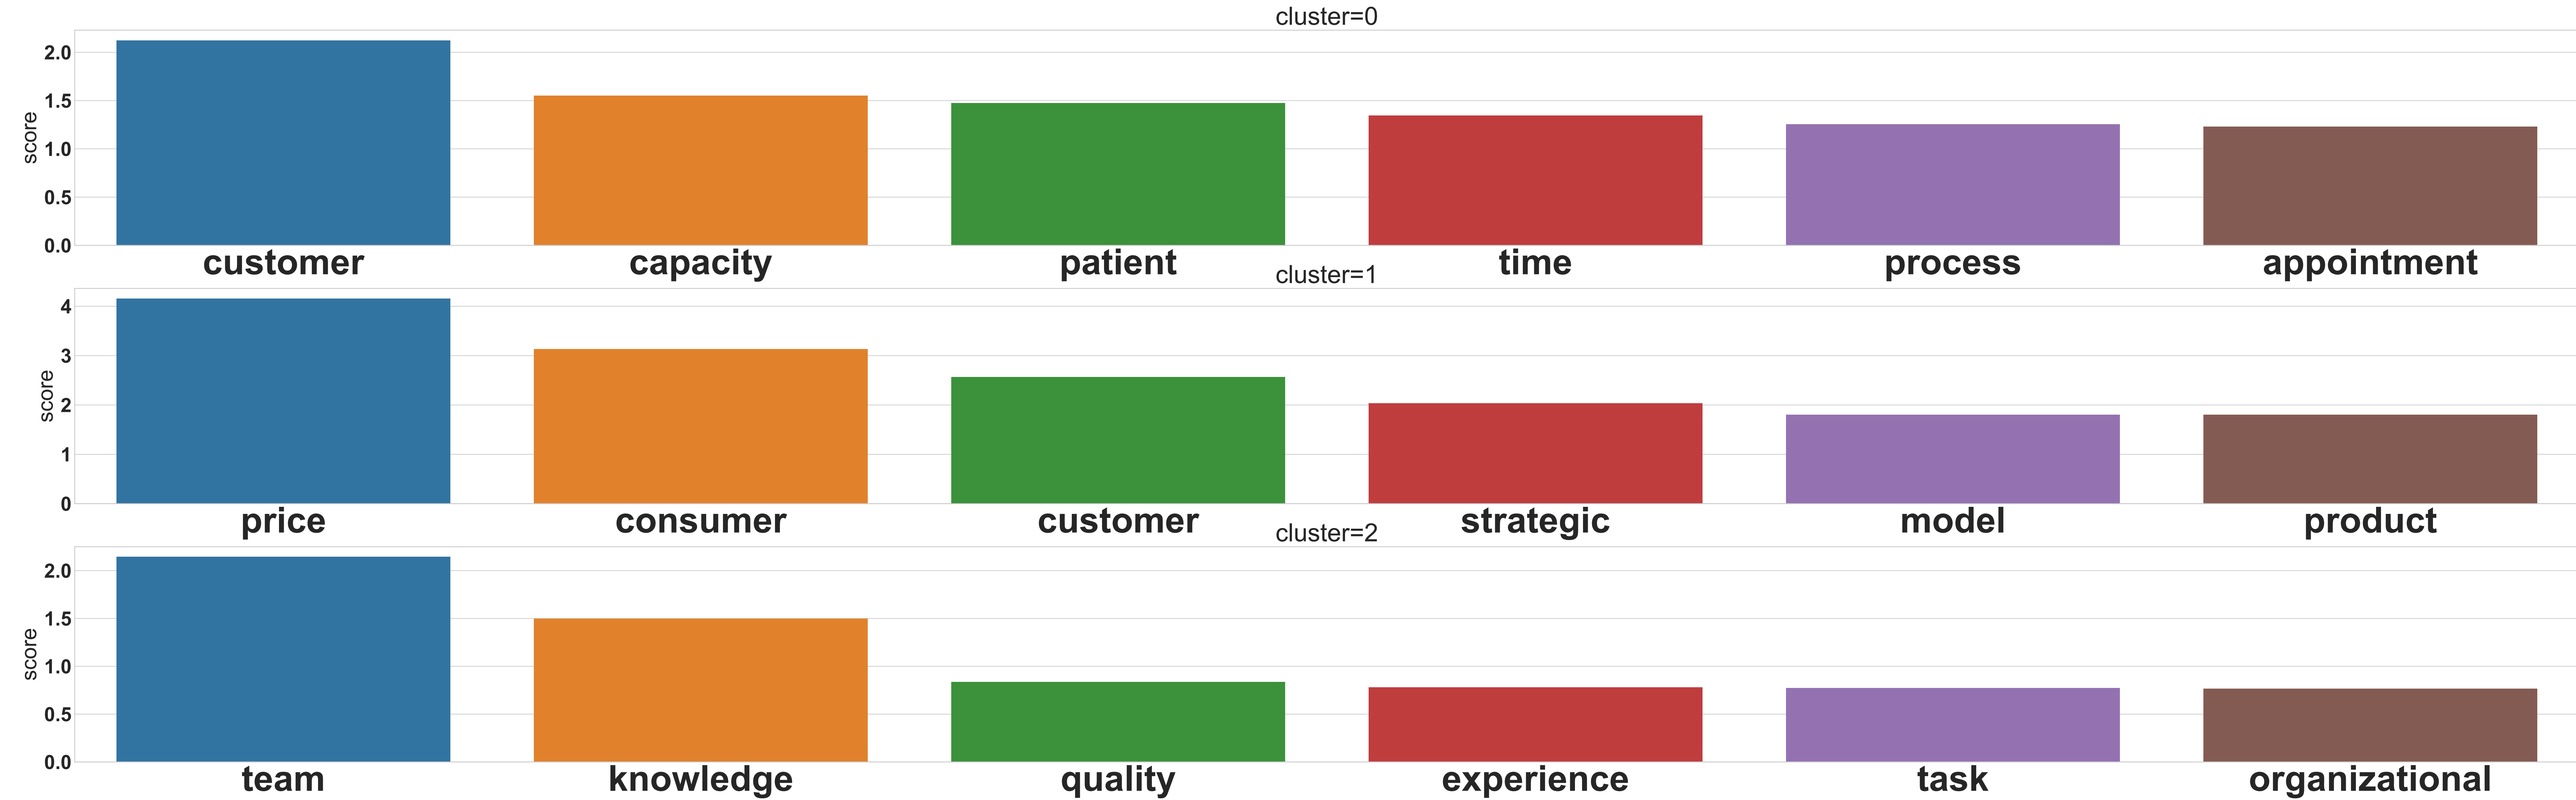 cluster=0
score
2.0
1.5
1.0
0.5
0.0
customer capacity patient time process appointment
cluster=1
score
4
3
2
1
0
price consumer customer strategic model product
cluster=2
score
2.0
1.5
1.0
0.5
0.0
team knowledge quality experience task organizational